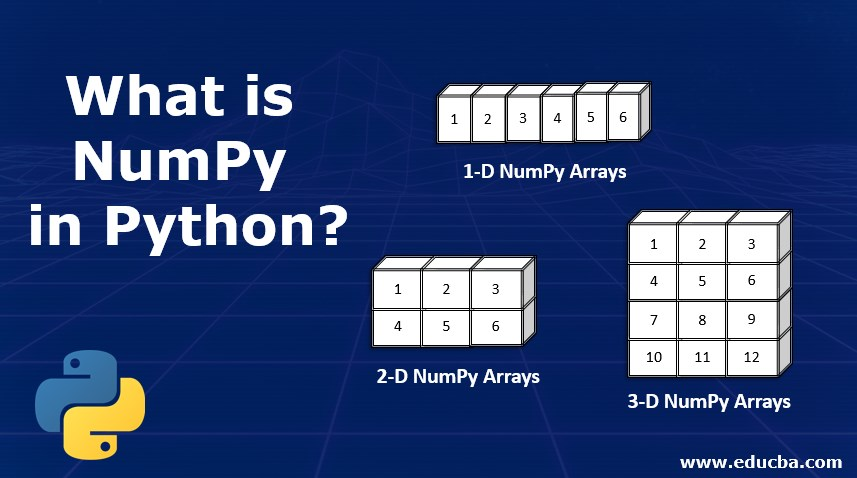 What is
NumPy
in Python?
1 2 3 4 5 6
1-D NumPy Arrays
1 2 3
4 5 6
2-D NumPy Arrays
1 2 3
4 5 6
7 8 9
10 11 12
3-D NumPy Arrays
www.educba.com